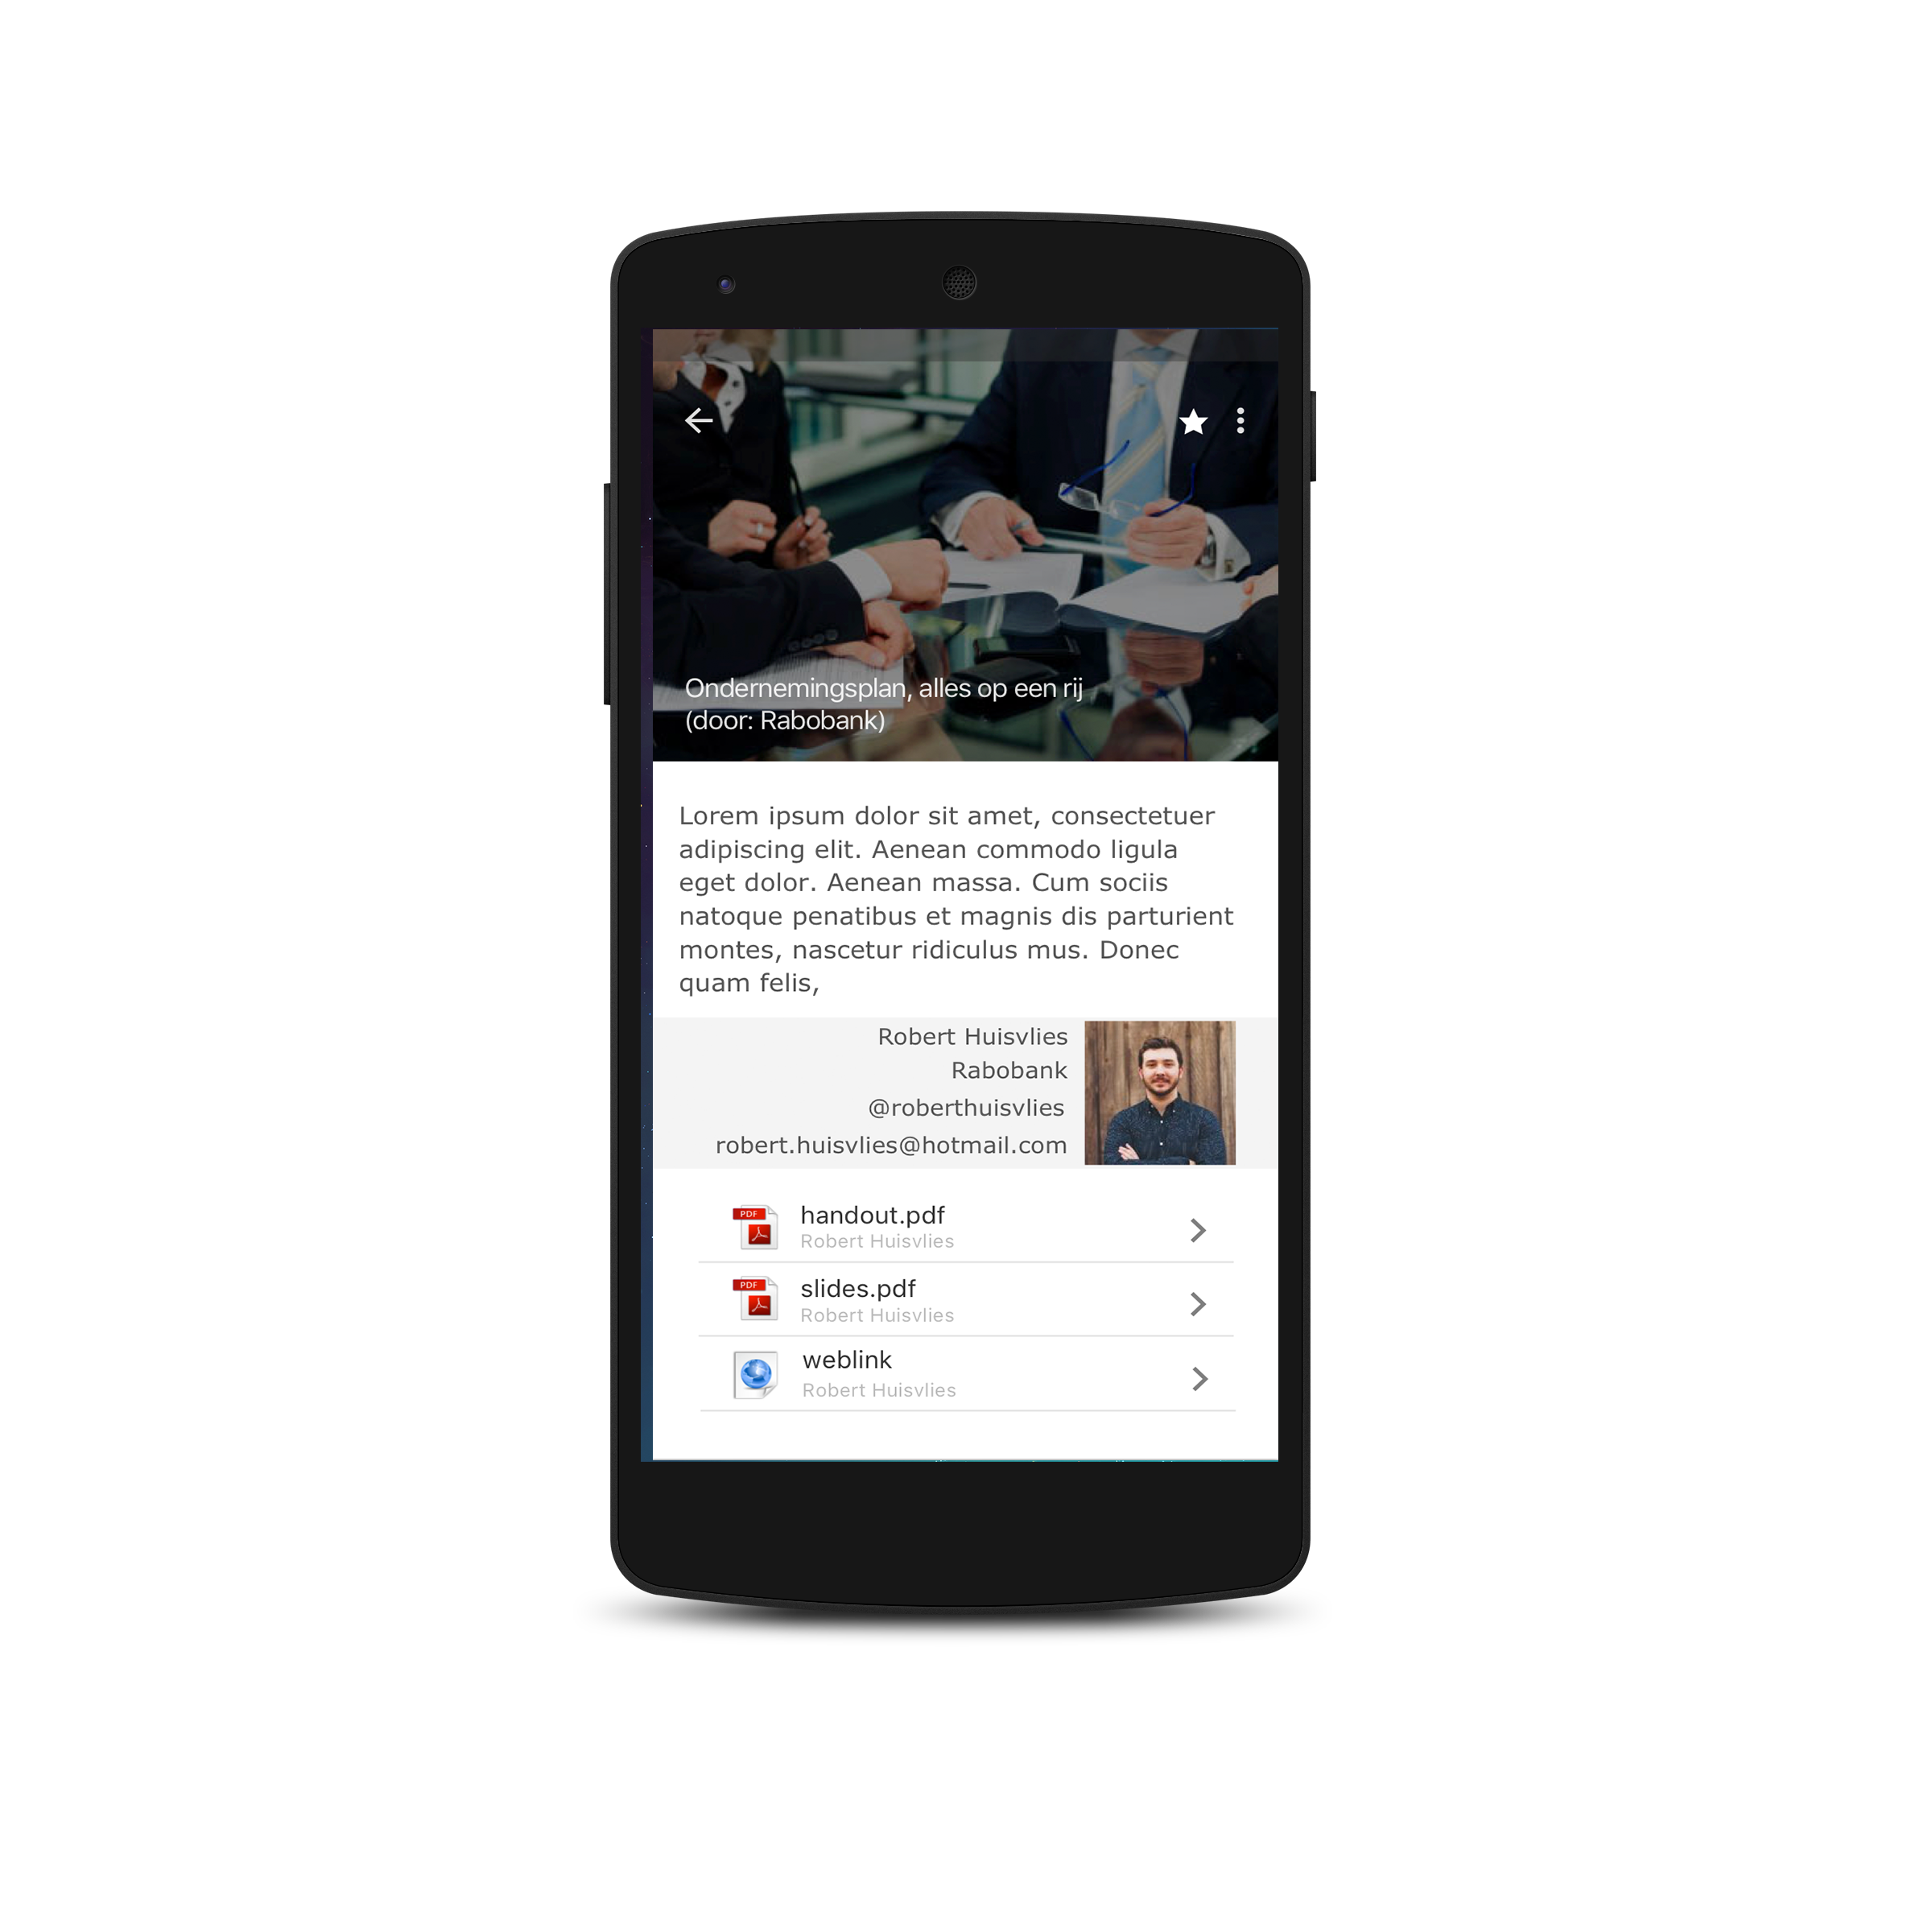 Ondernemingsplan, alles op een rij
(door: Rabobank)
Lorem ipsum dolor sit amet, consectetuer
adipiscing elit. Aenean commodo ligula
eget dolor. Aenean massa. Cum sociis
natoque penatibus et magnis dis parturient
montes, nascetur ridiculus mus. Donec
quam felis,
Robert Huisvlies
Rabobank
@roberthuisvlies
robert.huisvlies@hotmail.com
PDF
handout.pdf
Robert Huisvlies
PDF
slides.pdf
Robert Huisvlies
weblink
Robert Huisvlies